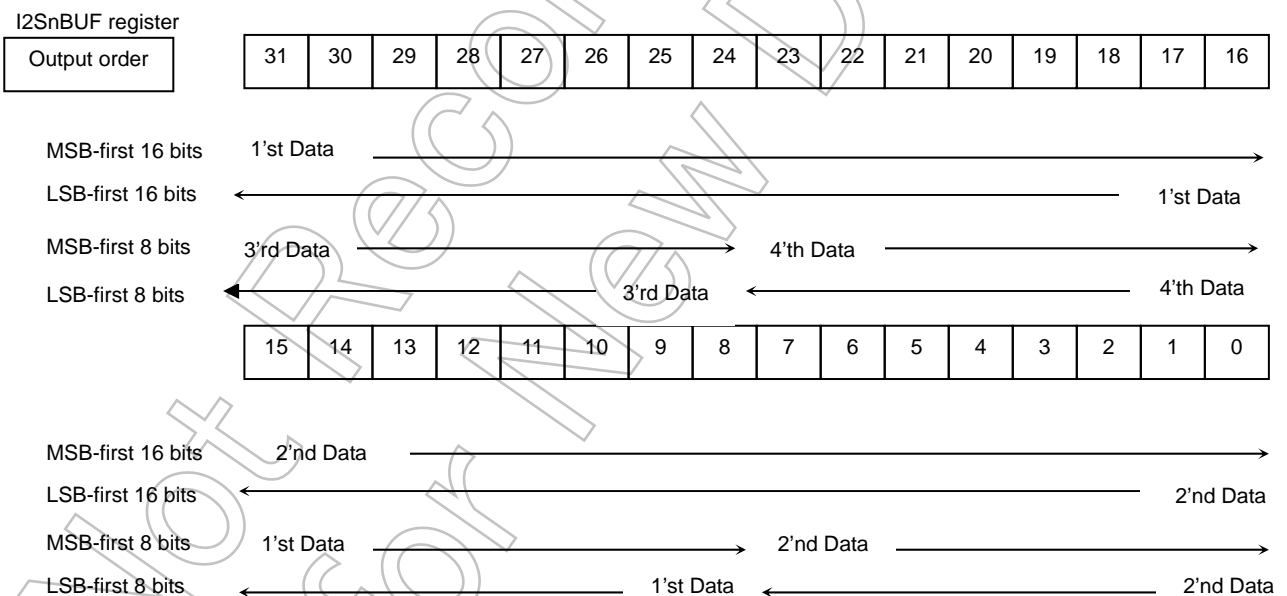 I2SnBUF register
Output order
31 30 29 28 27 26 25 24 23 22 21 20 19 18 17 16
MSB-first 16 bits 1'st Data
LSB-first 16 bits 1'st Data
MSB-first 8 bits 3'rd Data 4'th Data
LSB-first 8 bits 3'rd Data 4'th Data
15 14 13 12 11 10 9 8 7 6 5 4 3 2 1 0
MSB-first 16 bits 2'nd Data
LSB-first 16 bits 2'nd Data
MSB-first 8 bits 1'st Data 2'nd Data
LSB-first 8 bits 1'st Data 2'nd Data
Not Recom
for New D